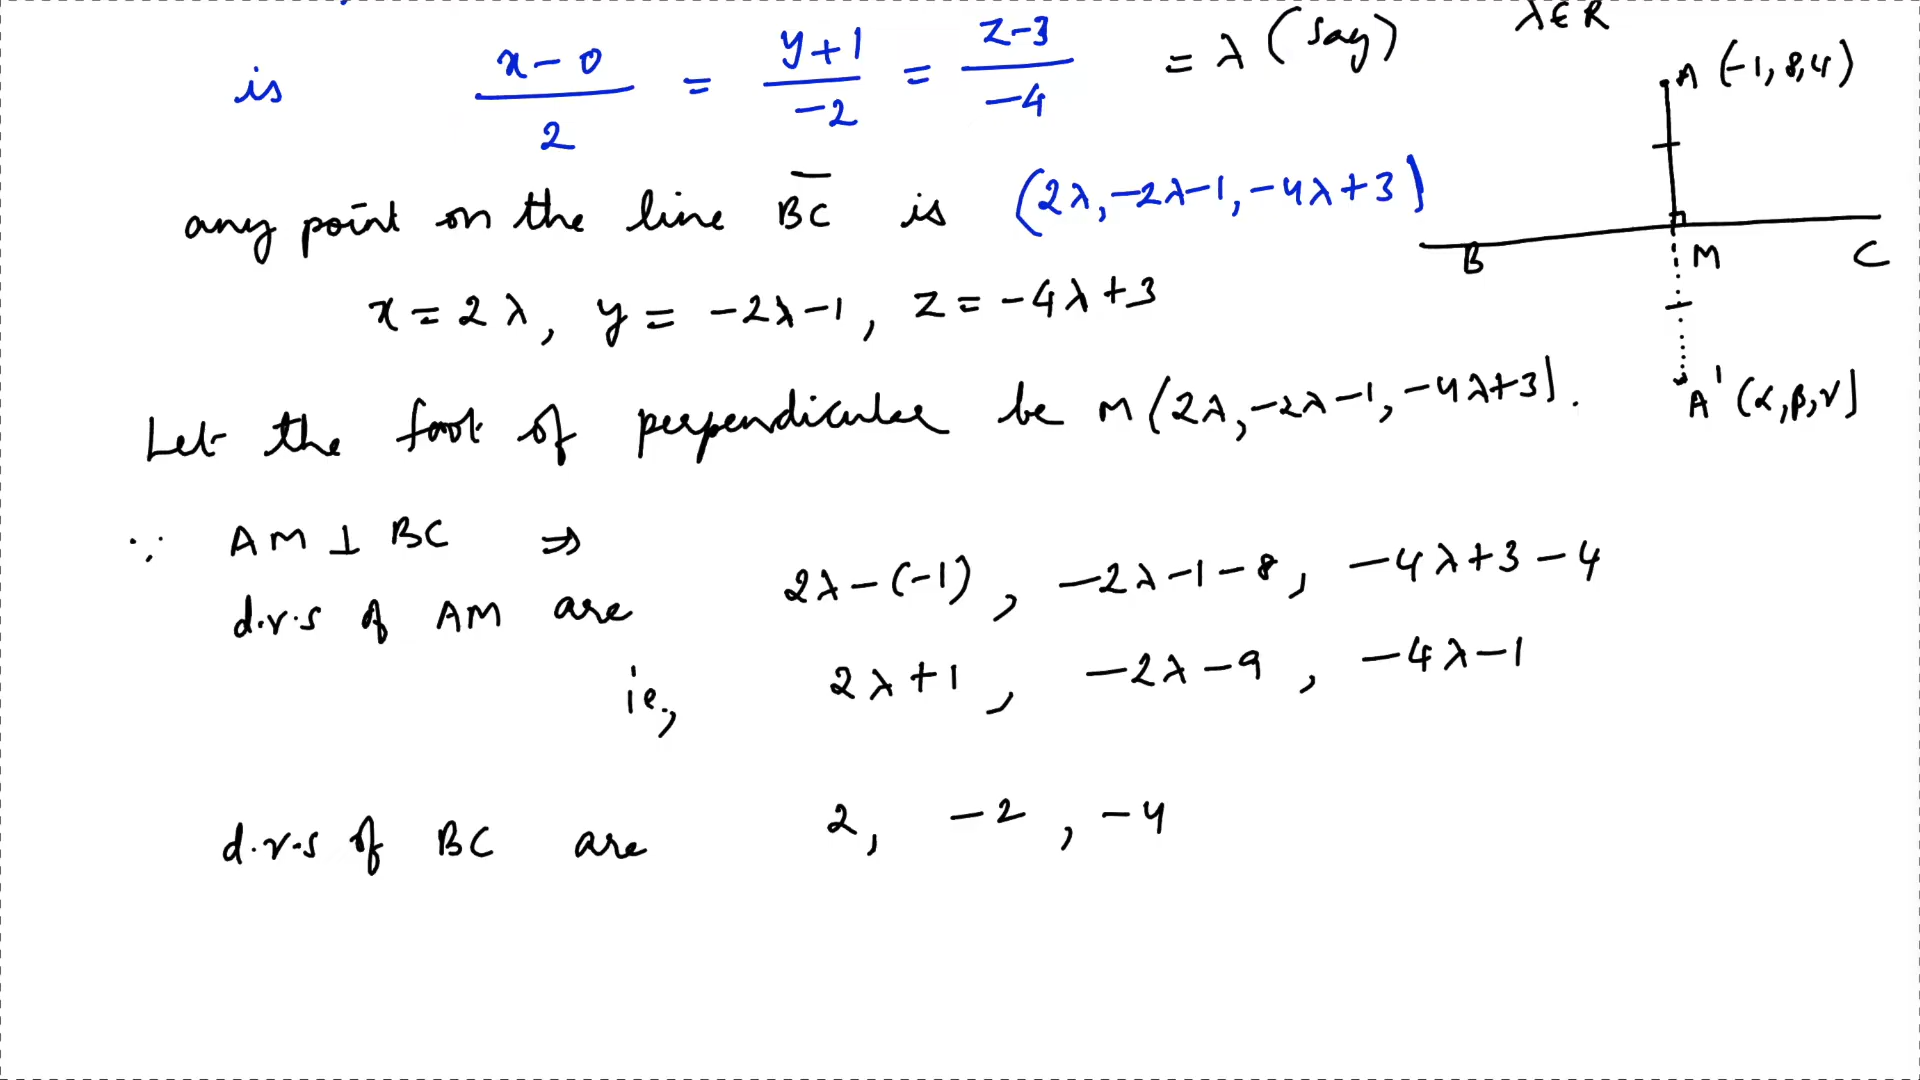 is (x-0)/2 = (y+1)/-2 = (z-3)/-4 = λ (say) λ∈R
A (-1,8,4)
any point on the line BC is (2λ,-2λ-1,-4λ+3)
B M C
x = 2λ, y = -2λ-1, z = -4λ+3
A' (α,β,γ)
Let the foot of perpendicular be M(2λ,-2λ-1,-4λ+3).
∵ AM ⊥ BC ⇒
d.r.s of AM are 2λ-(-1), -2λ-1-8, -4λ+3-4
ie., 2λ+1, -2λ-9, -4λ-1
d.r.s of BC are 2, -2, -4